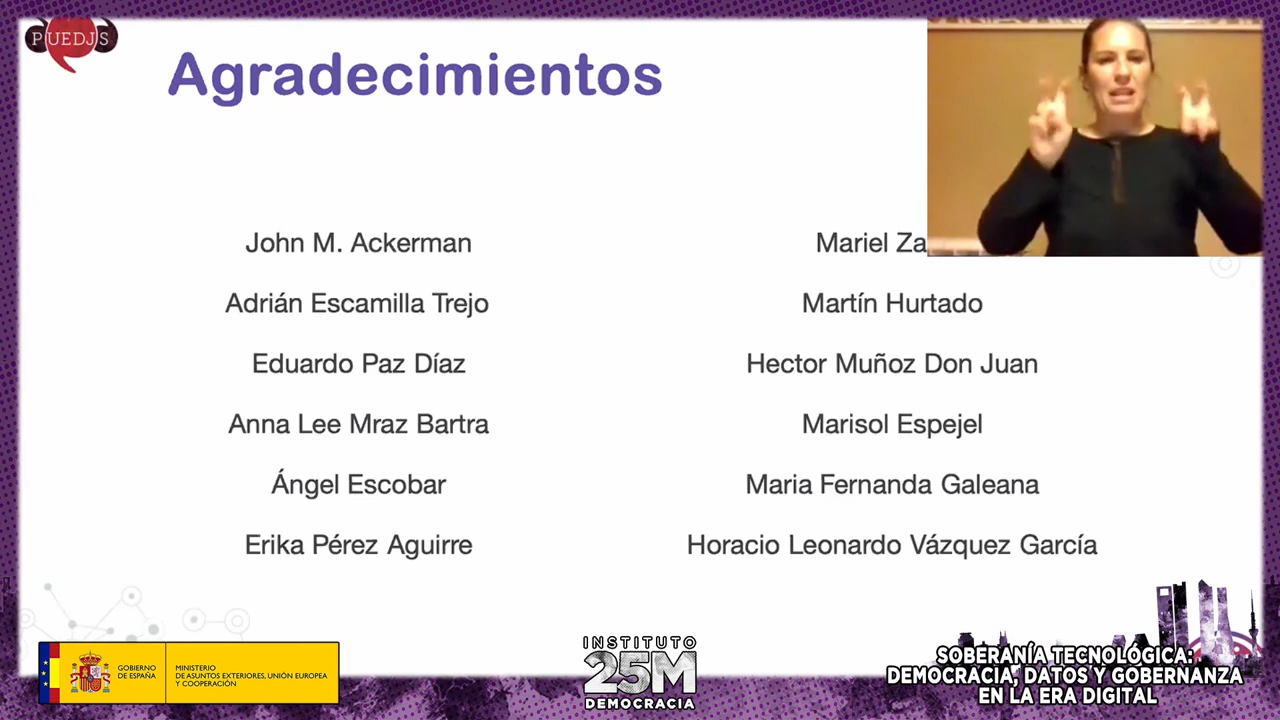 PUEDJS
Agradecimientos
John M. Ackerman
Adrián Escamilla Trejo
Eduardo Paz Díaz
Anna Lee Mraz Bartra
Ángel Escobar
Erika Pérez Aguirre
Mariel
Martín Hurtado
Hector Muñoz Don Juan
Marisol Espejel
Maria Fernanda Galeana
Horacio Leonardo Vázquez García
GOBIERNO
DE ESPAÑA
MINISTERIO
DE ASUNTOS EXTERIORES, UNIÓN EUROPEA
Y COOPERACIÓN
INSTITUTO
25M
DEMOCRACIA
SOBERANÍA TECNOLÓGICA:
DEMOCRACIA, DATOS Y GOBERNANZA
EN LA ERA DIGITAL